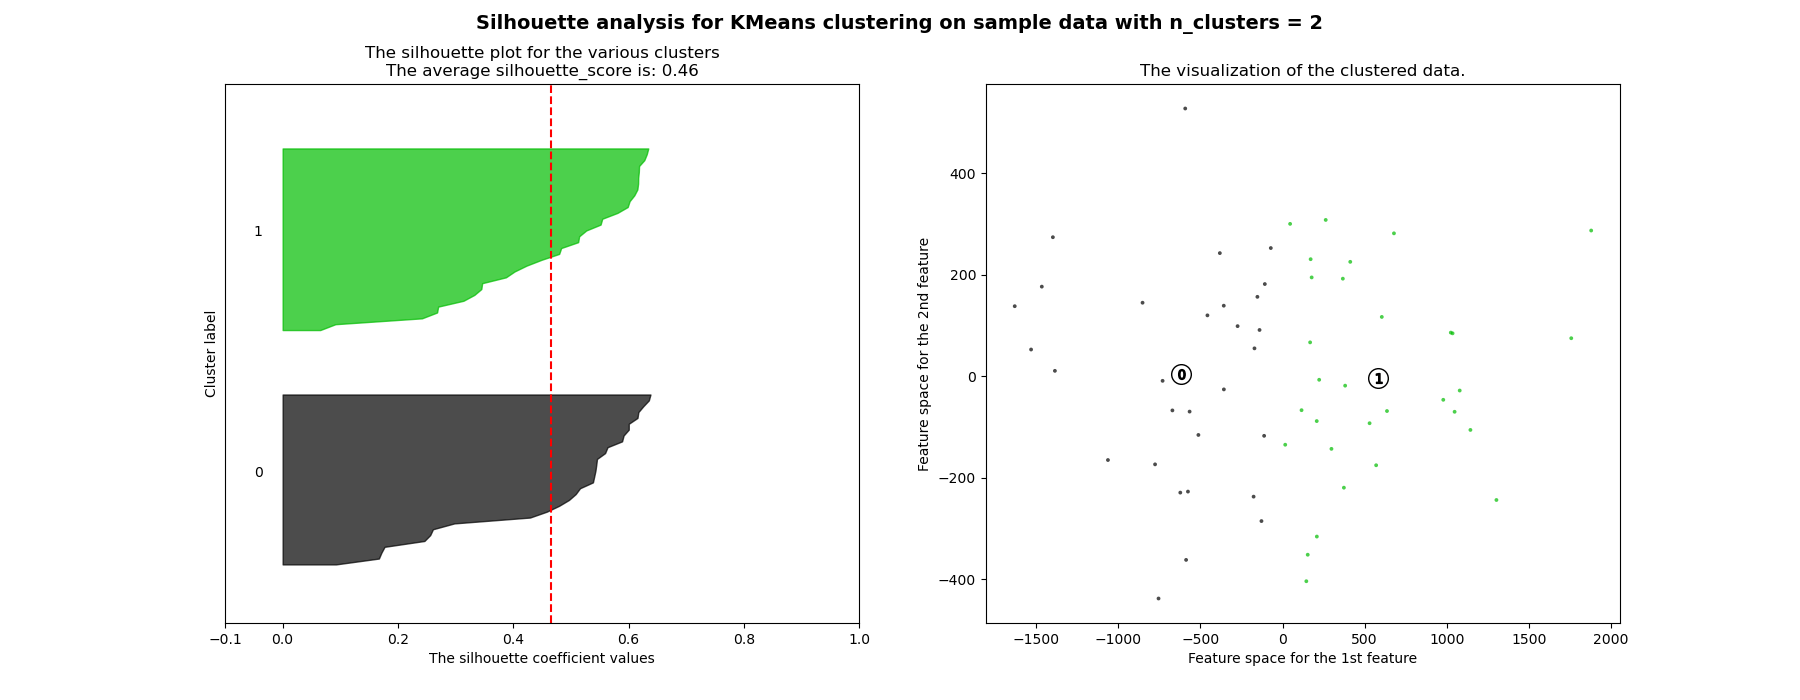 Silhouette analysis for KMeans clustering on sample data with n_clusters = 2
The silhouette plot for the various clusters
The average silhouette_score is: 0.46
1
0
Cluster label
−0.1 0.0 0.2 0.4 0.6 0.8 1.0
The silhouette coefficient values
The visualization of the clustered data.
400
200
0
−200
−400
Feature space for the 2nd feature
0 1
−1500 −1000 −500 0 500 1000 1500 2000
Feature space for the 1st feature